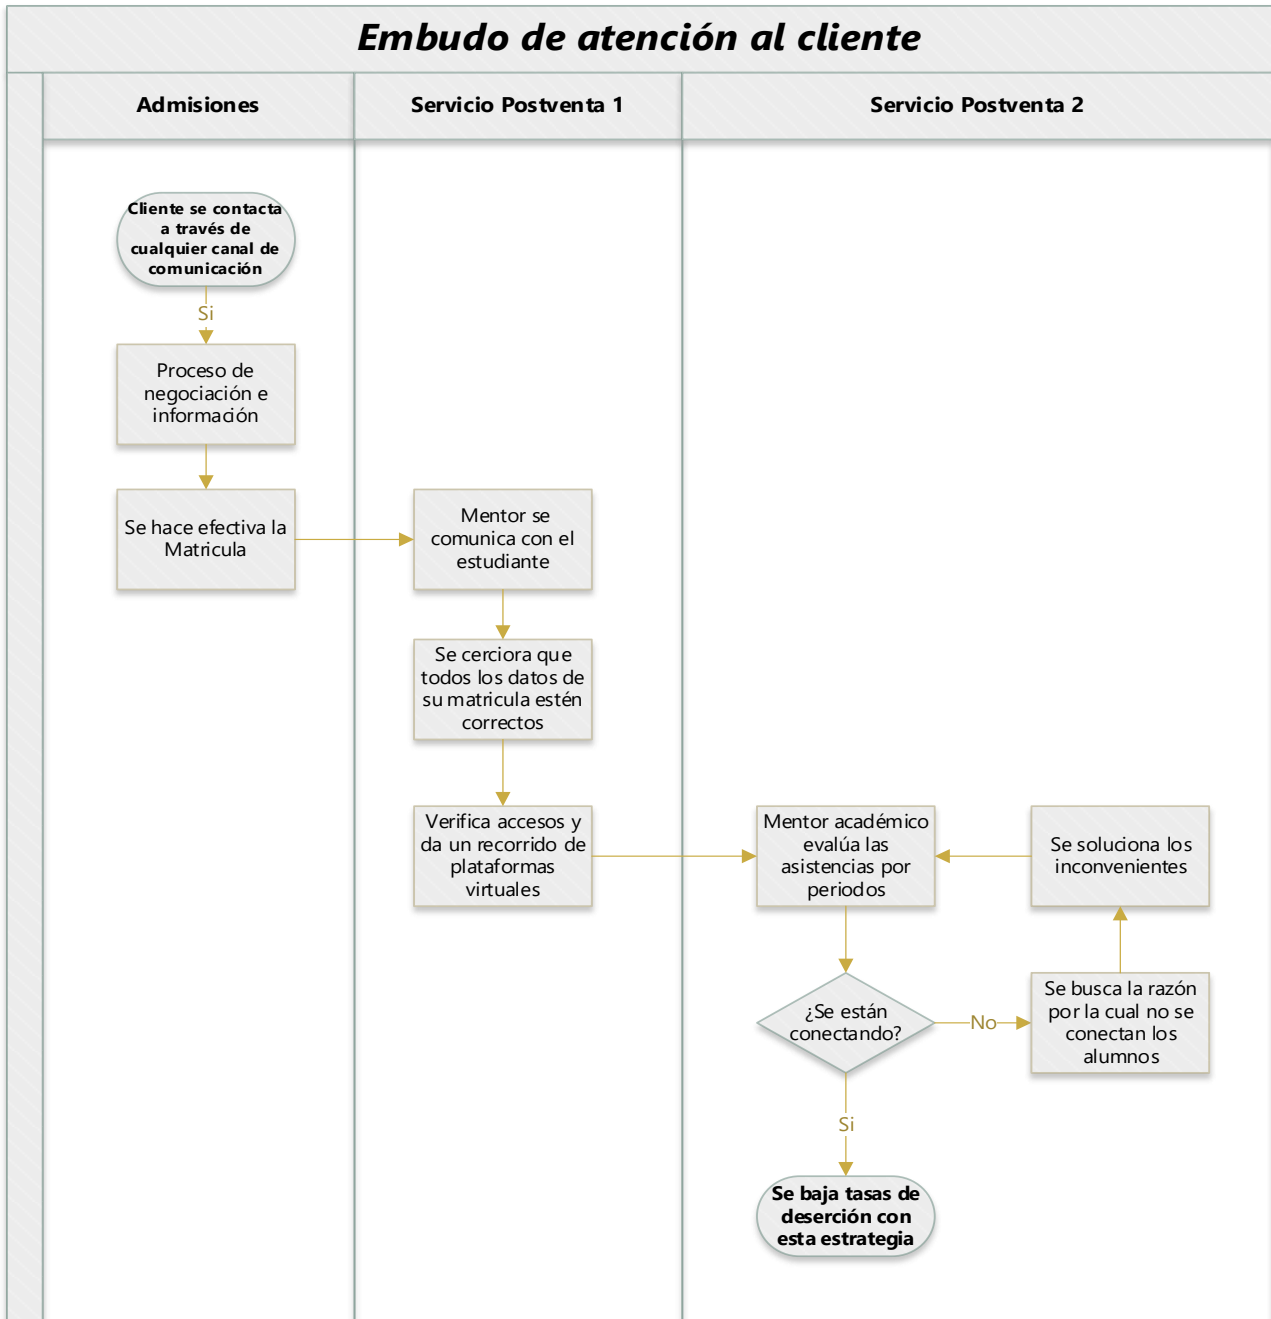 Embudo de atención al cliente
Admisiones
Servicio Postventa 1
Servicio Postventa 2
Cliente se contacta
a través de
cualquier canal de
comunicación
Si
Proceso de
negociación e
información
Se hace efectiva la
Matricula
Mentor se
comunica con el
estudiante
Se cerciora que
todos los datos de
su matricula estén
correctos
Verifica accesos y
da un recorrido de
plataformas
virtuales
Mentor académico
evalúa las
asistencias por
periodos
Se soluciona los
inconvenientes
¿Se están
conectando?
No
Se busca la razón
por la cual no se
conectan los
alumnos
Si
Se baja tasas de
deserción con
esta estrategia